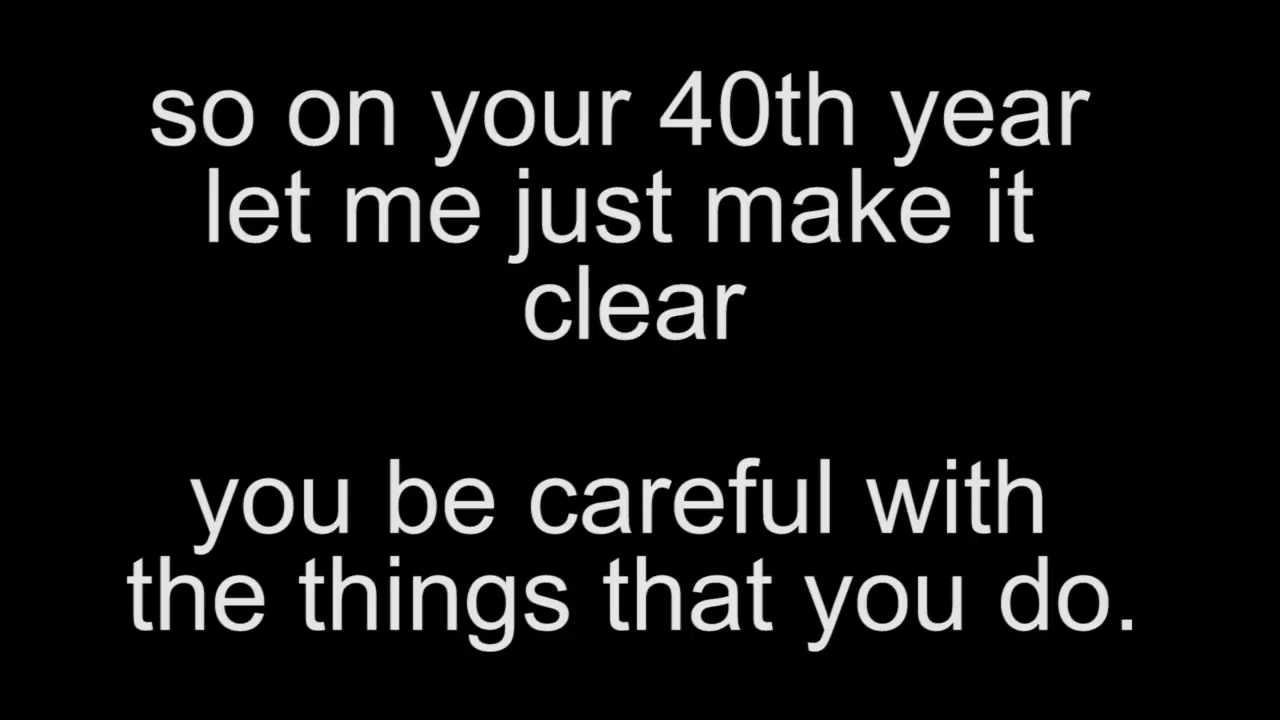 so on your 40th year
let me just make it
clear
you be careful with
the things that you do.